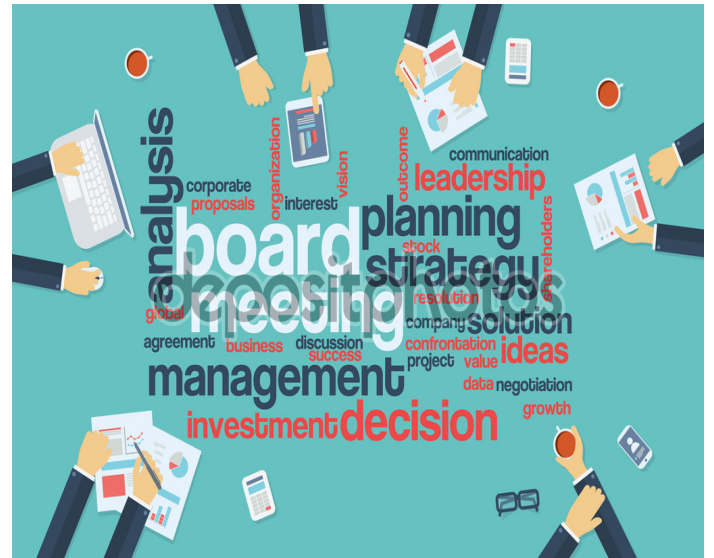 analysis
corporate
proposals
organization
interest
vision
outcome
communication
leadership
board
planning
stock
strategy
shareholders
depositphotos
meeting
resolution
global
company
solution
agreement
business
discussion
success
confrontation
ideas
project
value
management
data
negotiation
growth
investment
decision